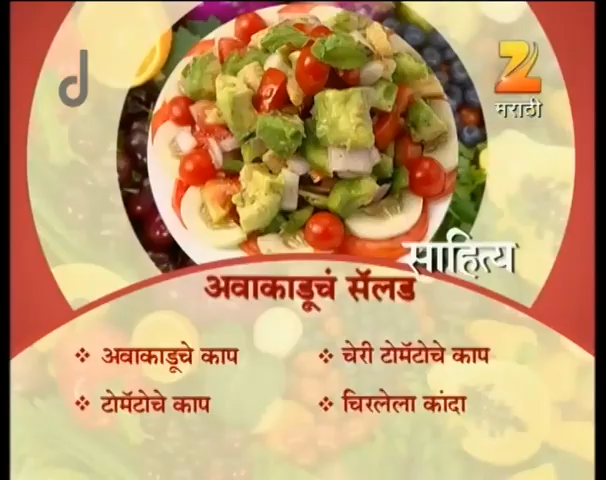 d
Z
मराठी
साहित्य
अवाकाडूचं सॅलड
❖ अवाकाडूचे काप
❖ चेरी टोमॅटोचे काप
❖ टोमॅटोचे काप
❖ चिरलेला कांदा